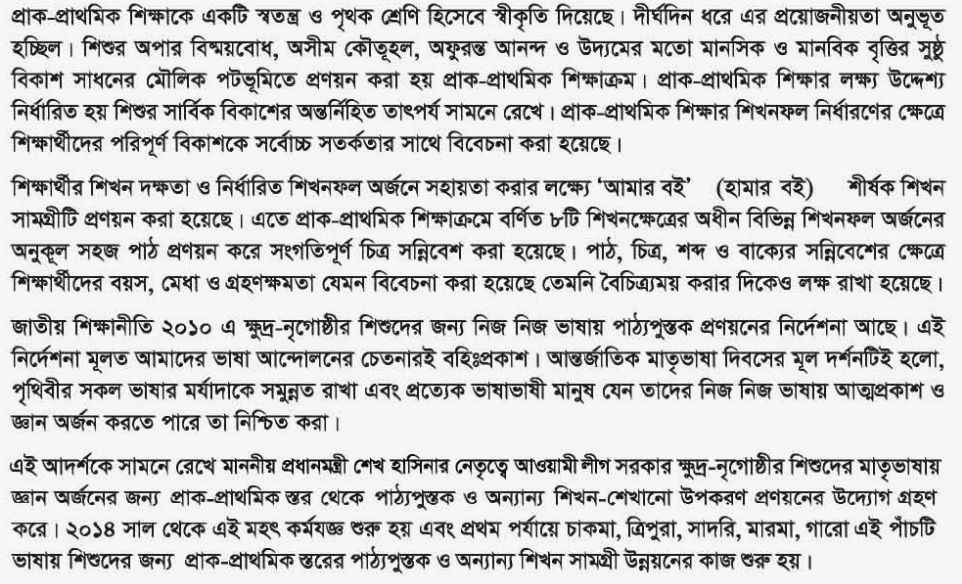 প্রাক-প্রাথমিক শিক্ষাকে একটি স্বতন্ত্র ও পৃথক শ্রেণি হিসেবে স্বীকৃতি দিয়েছে। দীর্ঘদিন ধরে এর প্রয়োজনীয়তা অনুভূত
হচ্ছিল। শিশুর অপার বিষ্ময়বোধ, অসীম কৌতূহল, অফুরন্ত আনন্দ ও উদ্যমের মতো মানসিক ও মানবিক বৃত্তির সুষ্ঠু
বিকাশ সাধনের মৌলিক পটভূমিতে প্রণয়ন করা হয় প্রাক-প্রাথমিক শিক্ষাক্রম। প্রাক-প্রাথমিক শিক্ষার লক্ষ্য উদ্দেশ্য
নির্ধারিত হয় শিশুর সার্বিক বিকাশের অন্তর্নিহিত তাৎপর্য সামনে রেখে। প্রাক-প্রাথমিক শিক্ষার শিখনফল নির্ধারণের ক্ষেত্রে
শিক্ষার্থীদের পরিপূর্ণ বিকাশকে সর্বোচ্চ সতর্কতার সাথে বিবেচনা করা হয়েছে।
শিক্ষার্থীর শিখন দক্ষতা ও নির্ধারিত শিখনফল অর্জনে সহায়তা করার লক্ষ্যে ‘আমার বই’ (হামার বই) শীর্ষক শিখন
সামগ্রীটি প্রণয়ন করা হয়েছে। এতে প্রাক-প্রাথমিক শিক্ষাক্রমে বর্ণিত ৮টি শিখনক্ষেত্রের অধীন বিভিন্ন শিখনফল অর্জনের
অনুকূল সহজ পাঠ প্রণয়ন করে সংগতিপূর্ণ চিত্র সন্নিবেশ করা হয়েছে। পাঠ, চিত্র, শব্দ ও বাক্যের সন্নিবেশের ক্ষেত্রে
শিক্ষার্থীদের বয়স, মেধা ও গ্রহণক্ষমতা যেমন বিবেচনা করা হয়েছে তেমনি বৈচিত্র্যময় করার দিকেও লক্ষ রাখা হয়েছে।
জাতীয় শিক্ষানীতি ২০১০ এ ক্ষুদ্র-নৃগোষ্ঠীর শিশুদের জন্য নিজ নিজ ভাষায় পাঠ্যপুস্তক প্রণয়নের নির্দেশনা আছে। এই
নির্দেশনা মূলত আমাদের ভাষা আন্দোলনের চেতনারই বহিঃপ্রকাশ। আন্তর্জাতিক মাতৃভাষা দিবসের মূল দর্শনটিই হলো,
পৃথিবীর সকল ভাষার মর্যাদাকে সমুন্নত রাখা এবং প্রত্যেক ভাষাভাষী মানুষ যেন তাদের নিজ নিজ ভাষায় আত্মপ্রকাশ ও
জ্ঞান অর্জন করতে পারে তা নিশ্চিত করা।
এই আদর্শকে সামনে রেখে মাননীয় প্রধানমন্ত্রী শেখ হাসিনার নেতৃত্বে আওয়ামী লীগ সরকার ক্ষুদ্র-নৃগোষ্ঠীর শিশুদের মাতৃভাষায়
জ্ঞান অর্জনের জন্য প্রাক-প্রাথমিক স্তর থেকে পাঠ্যপুস্তক ও অন্যান্য শিখন-শেখানো উপকরণ প্রণয়নের উদ্যোগ গ্রহণ
করে। ২০১৪ সাল থেকে এই মহৎ কর্মযজ্ঞ শুরু হয় এবং প্রথম পর্যায়ে চাকমা, ত্রিপুরা, সাদরি, মারমা, গারো এই পাঁচটি
ভাষায় শিশুদের জন্য প্রাক-প্রাথমিক স্তরের পাঠ্যপুস্তক ও অন্যান্য শিখন সামগ্রী উন্নয়নের কাজ শুরু হয়।